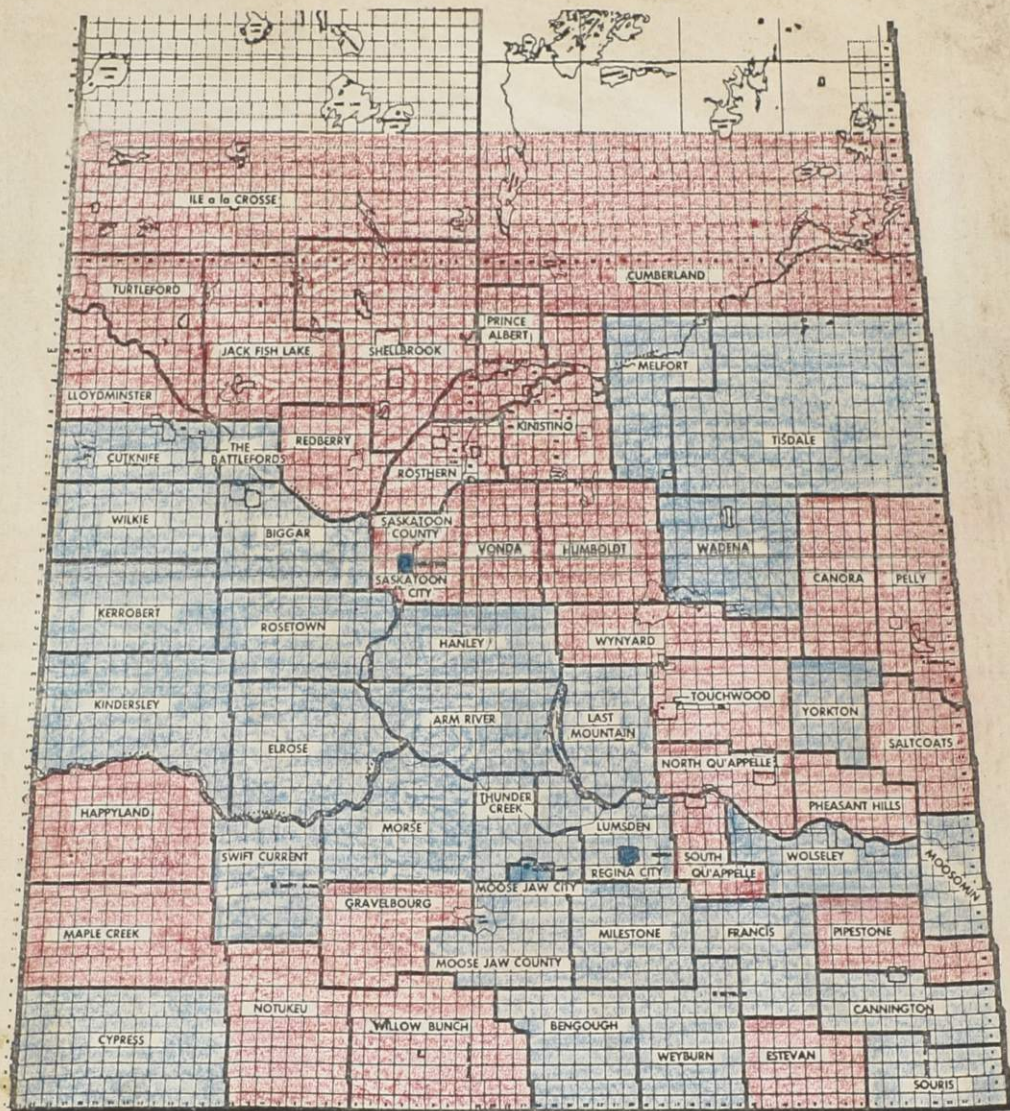 ILE a la CROSSE
CUMBERLAND
TURTLEFORD
PRINCE
ALBERT
JACK FISH LAKE
SHELLBROOK
MELFORT
LLOYDMINSTER
REDBERRY
KINISTINO
TISDALE
CUTKNIFE
THE
BATTLEFORDS
ROSTHERN
WILKIE
BIGGAR
SASKATOON
COUNTY
VONDA
HUMBOLDT
WADENA
SASKATOON
CITY
CANORA
PELLY
KERROBERT
ROSETOWN
HANLEY
WYNYARD
KINDERSLEY
ELROSE
ARM RIVER
LAST
MOUNTAIN
TOUCHWOOD
YORKTON
SALTCOATS
NORTH QU'APPELLE
HAPPYLAND
THUNDER
CREEK
PHEASANT HILLS
MORSE
LUMSDEN
SWIFT CURRENT
REGINA CITY
SOUTH
QU'APPELLE
WOLSELEY
MOOSOMIN
MOOSE JAW CITY
GRAVELBOURG
MAPLE CREEK
MILESTONE
FRANCIS
PIPESTONE
MOOSE JAW COUNTY
NOTUKEU
WILLOW BUNCH
BENGOUGH
CANNINGTON
CYPRESS
WEYBURN
ESTEVAN
SOURIS